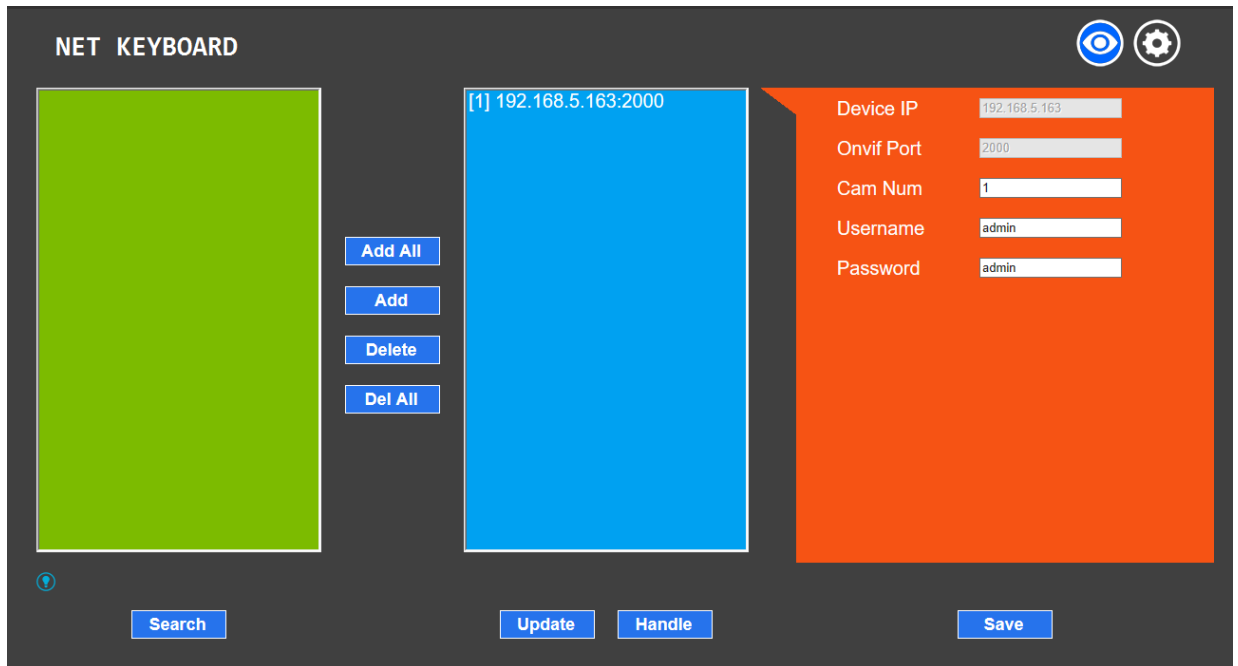 NET KEYBOARD
[1] 192.168.5.163:2000
Add All
Add
Delete
Del All
Device IP 192.168.5.163
Onvif Port 2000
Cam Num 1
Username admin
Password admin
Search
Update
Handle
Save